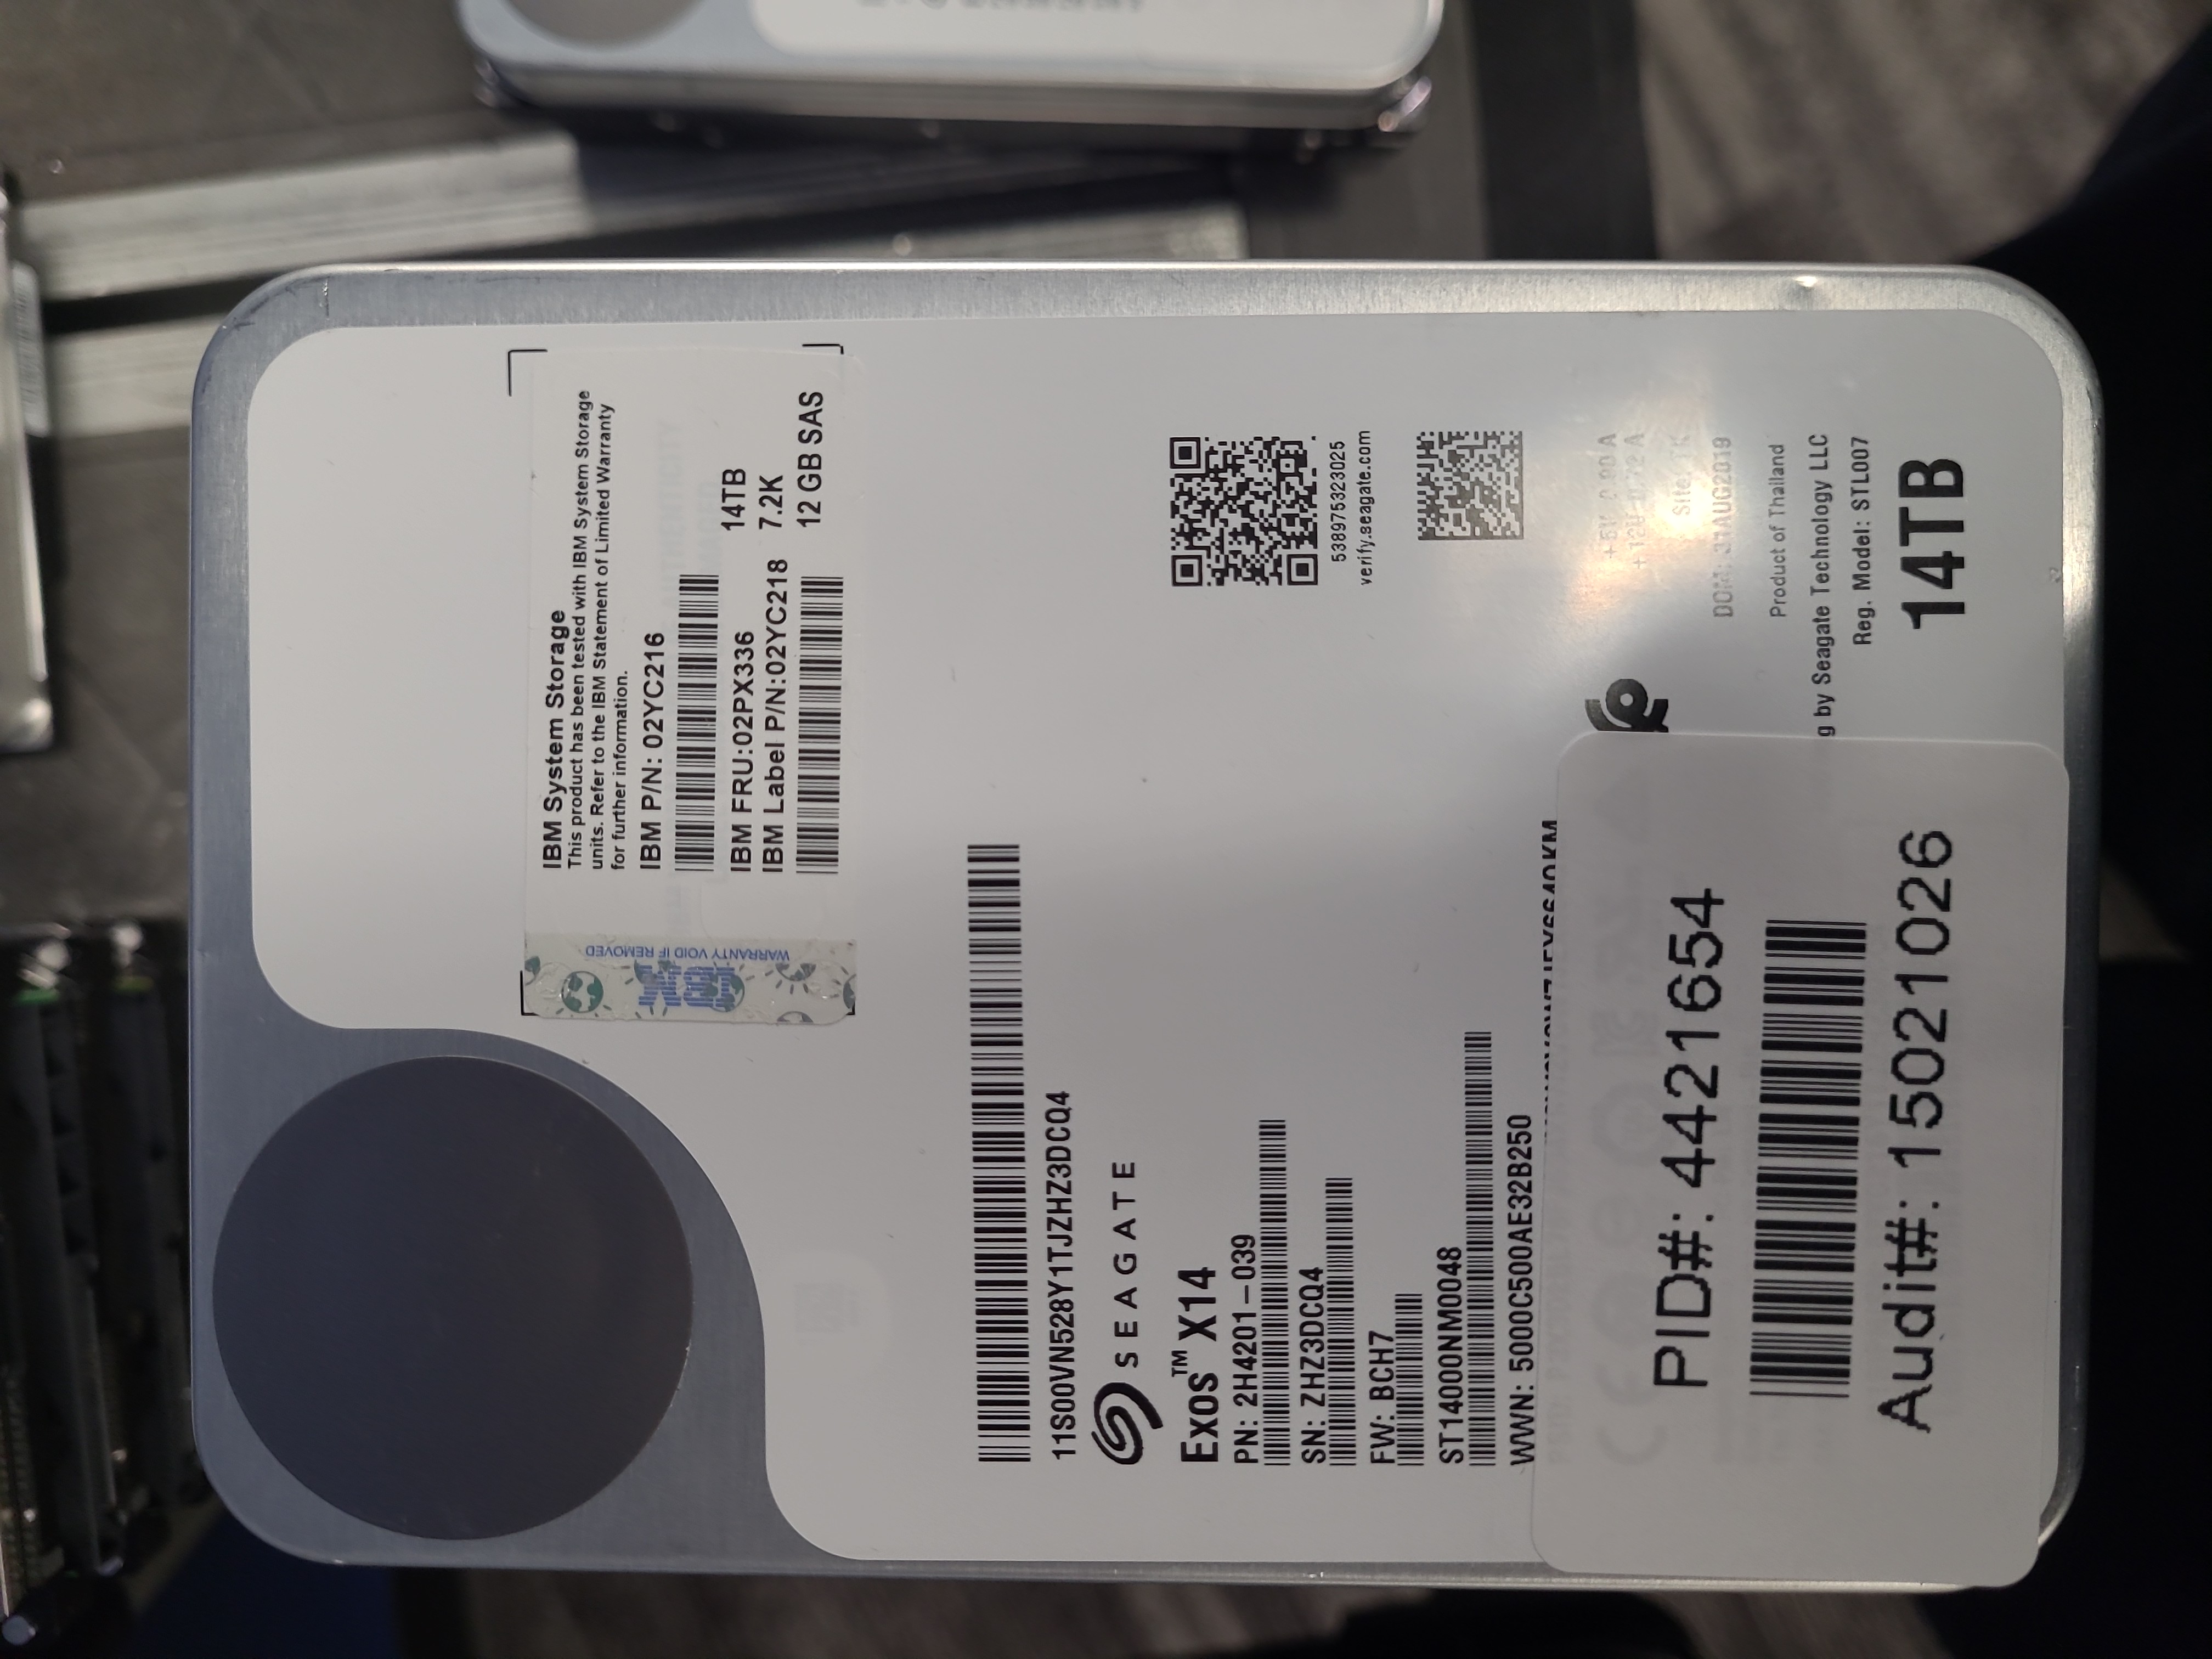 IBM System Storage
This product has been tested with IBM System Storage
units. Refer to the IBM Statement of Limited Warranty
for further information.
IBM P/N: 02YC216
IBM FRU:02PX336
IBM Label P/N:02YC218
14TB
7.2K
12 GB SAS
IBM
WARRANTY VOID IF REMOVED
11S00VN528Y1TJZHZ3DCQ4
SEAGATE
Exos™ X14
PN: 2H4201-039
SN: ZHZ3DCQ4
FW: BCH7
ST14000NM0048
WWN: 5000C500AE32B250
538975323025
verify.seagate.com
DOM: 31AUG2019
Product of Thailand
g by Seagate Technology LLC
Reg. Model: STL007
14TB
PID#: 4421654
Audit#: 15021026